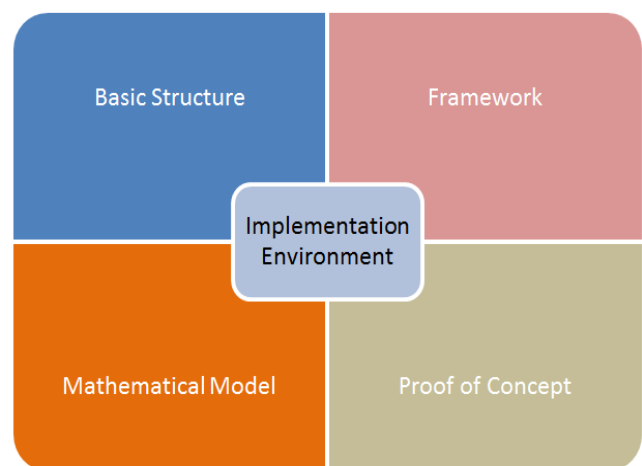 Basic Structure
Framework
Implementation
Environment
Mathematical Model
Proof of Concept